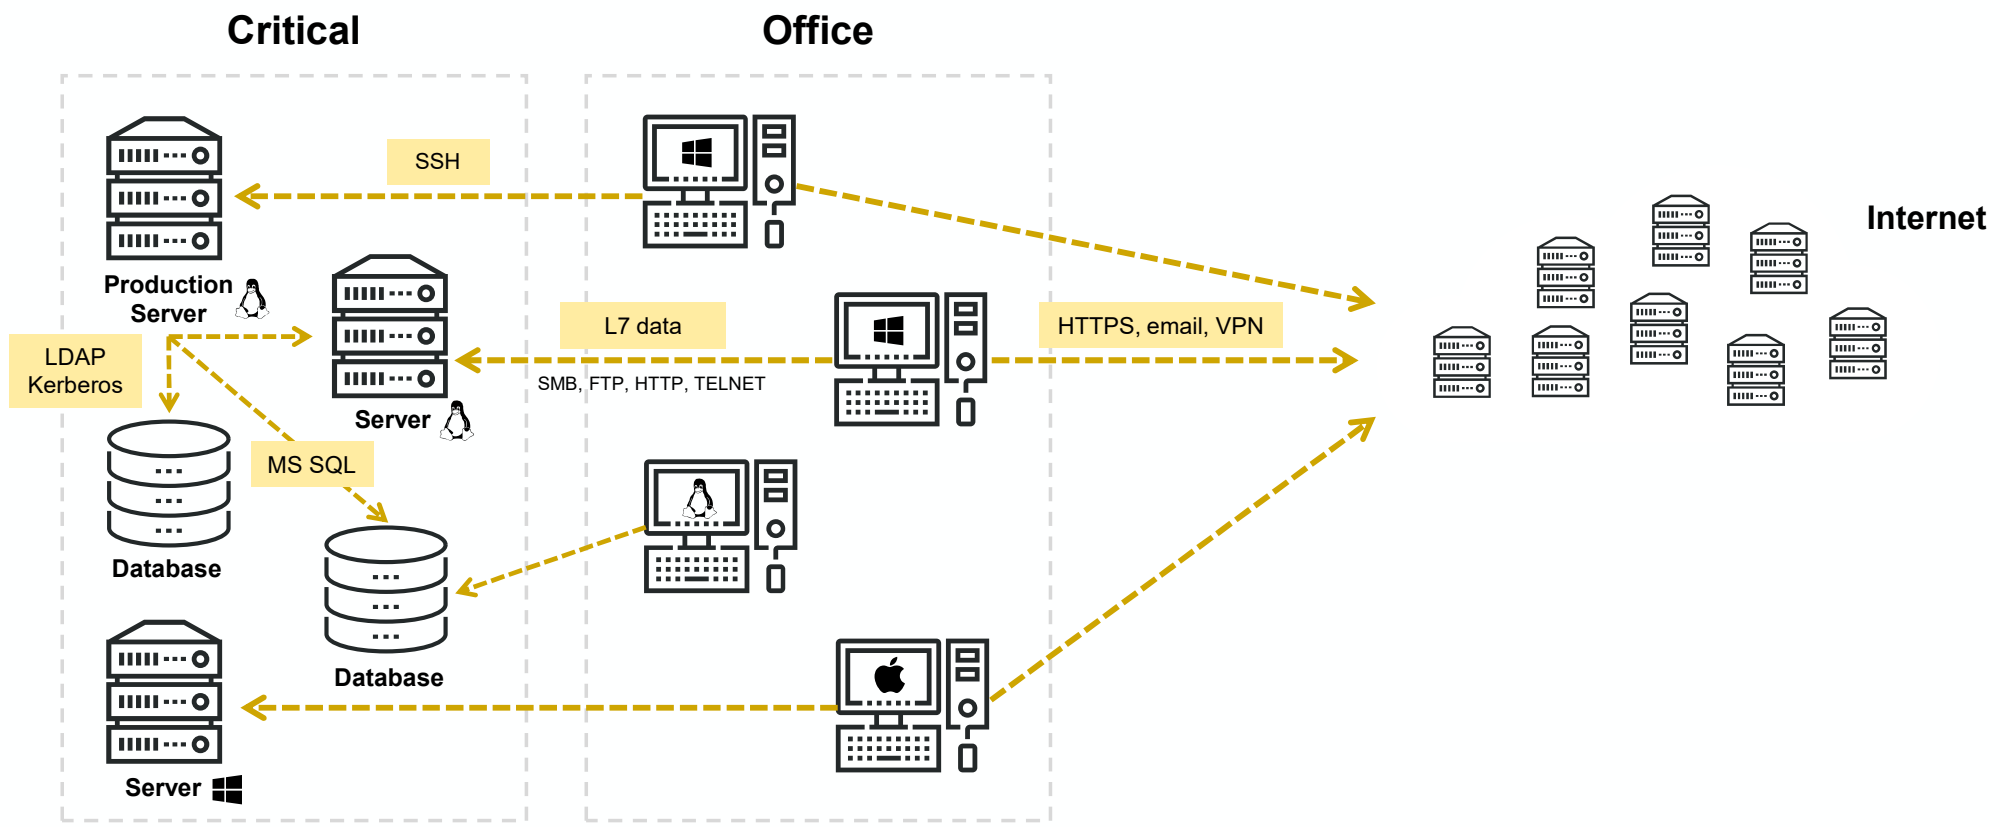 Critical
Office
SSH
Internet
Production
Server
L7 data
HTTPS, email, VPN
LDAP
Kerberos
SMB, FTP, HTTP, TELNET
Server
MS SQL
Database
Database
Server